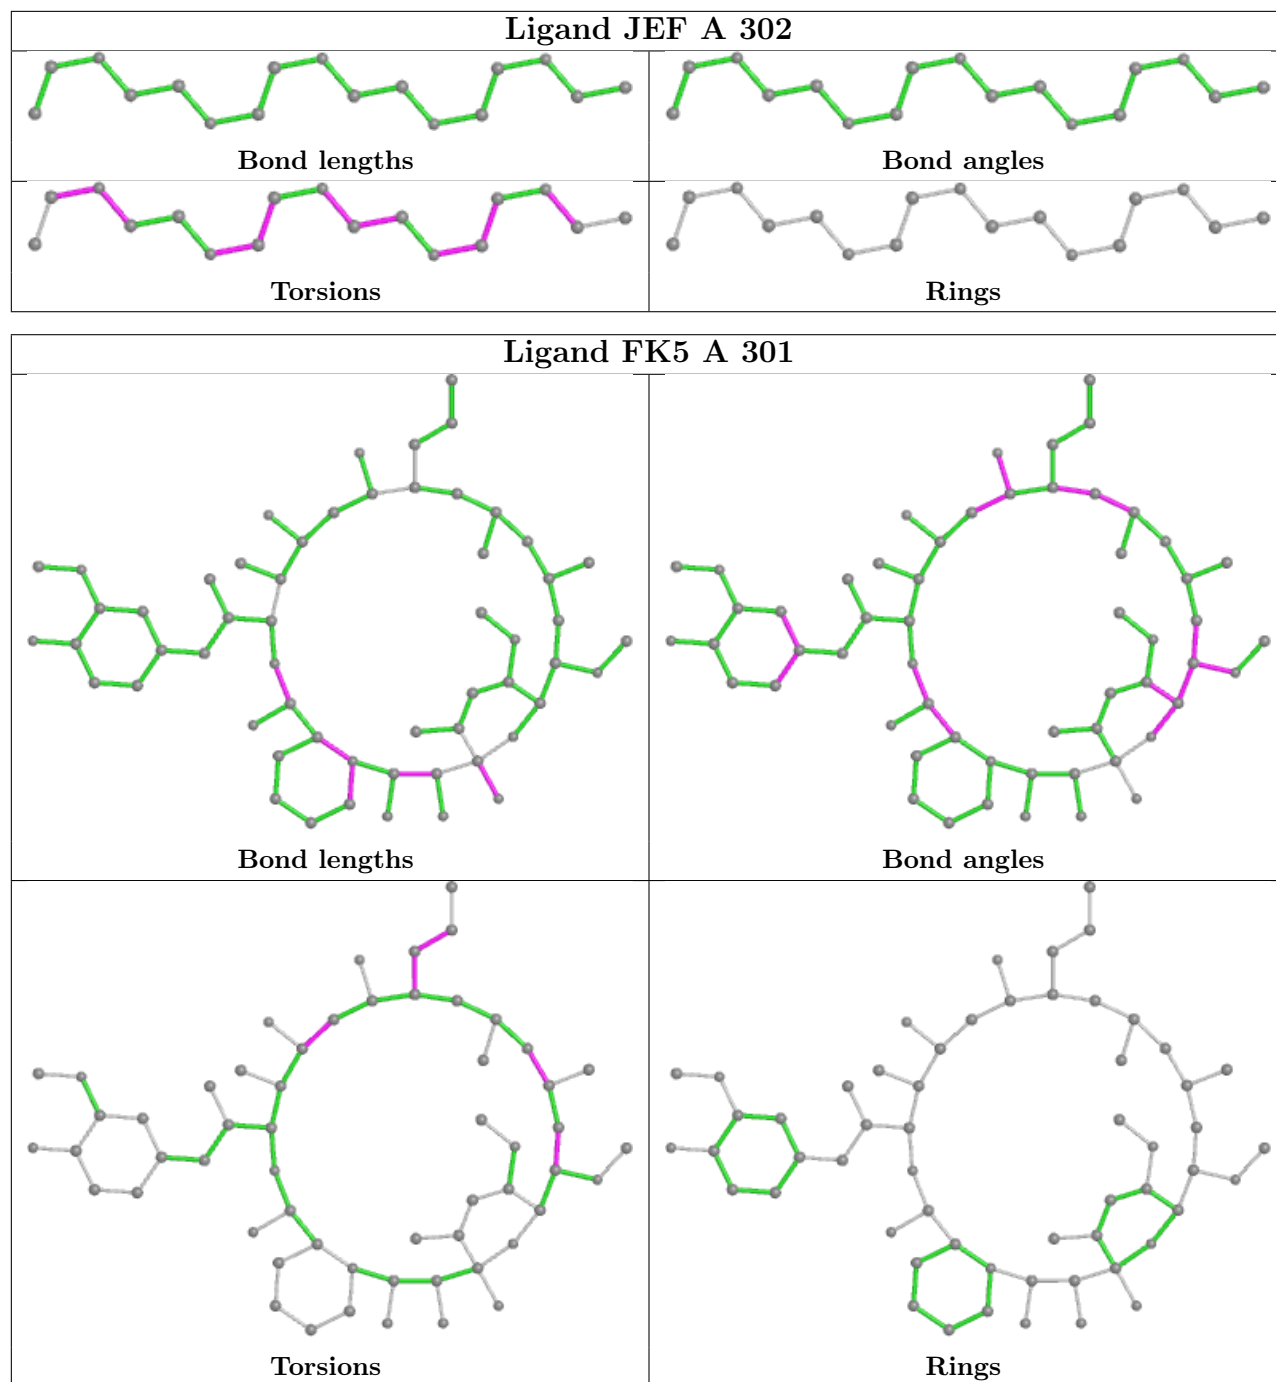 Ligand JEF A 302
Bond lengths
Bond angles
Torsions
Rings
Ligand FK5 A 301
Bond lengths
Bond angles
Torsions
Rings